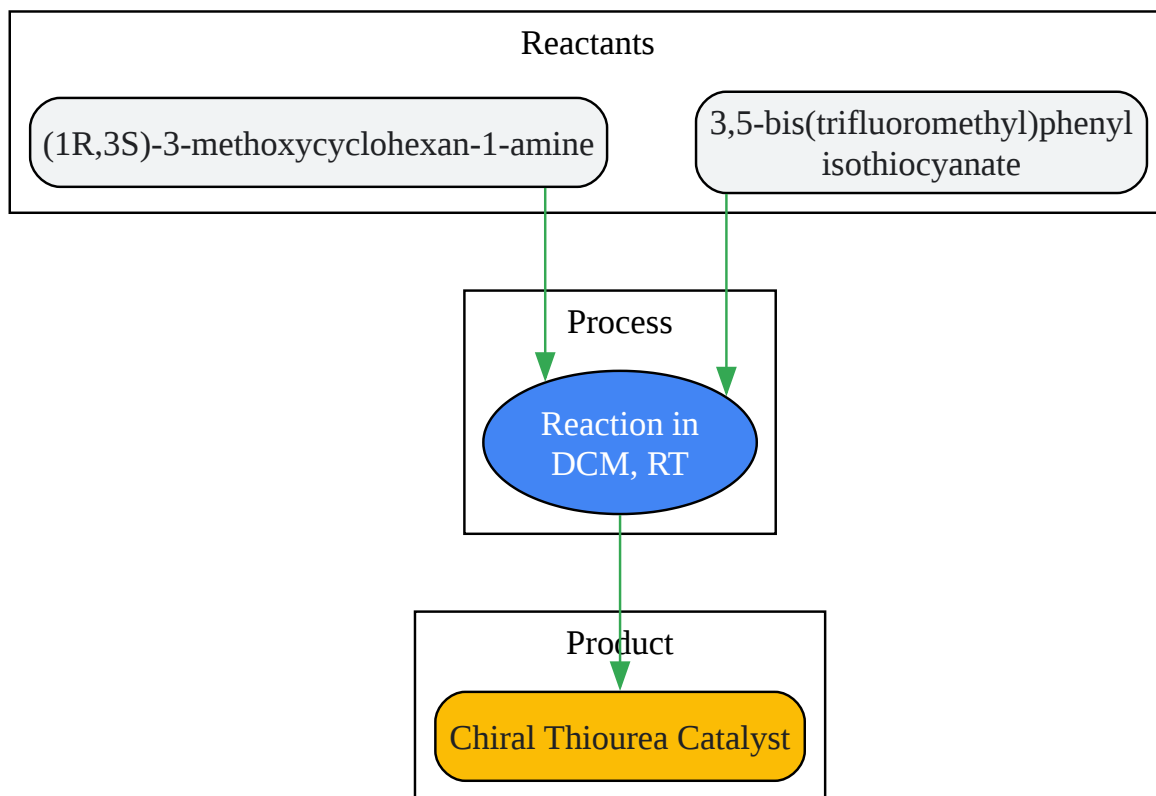 Reactants
(1R,3S)-3-methoxycyclohexan-1-amine
3,5-bis(trifluoromethyl)phenyl
isothiocyanate
Process
Reaction in
DCM, RT
Product
Chiral Thiourea Catalyst